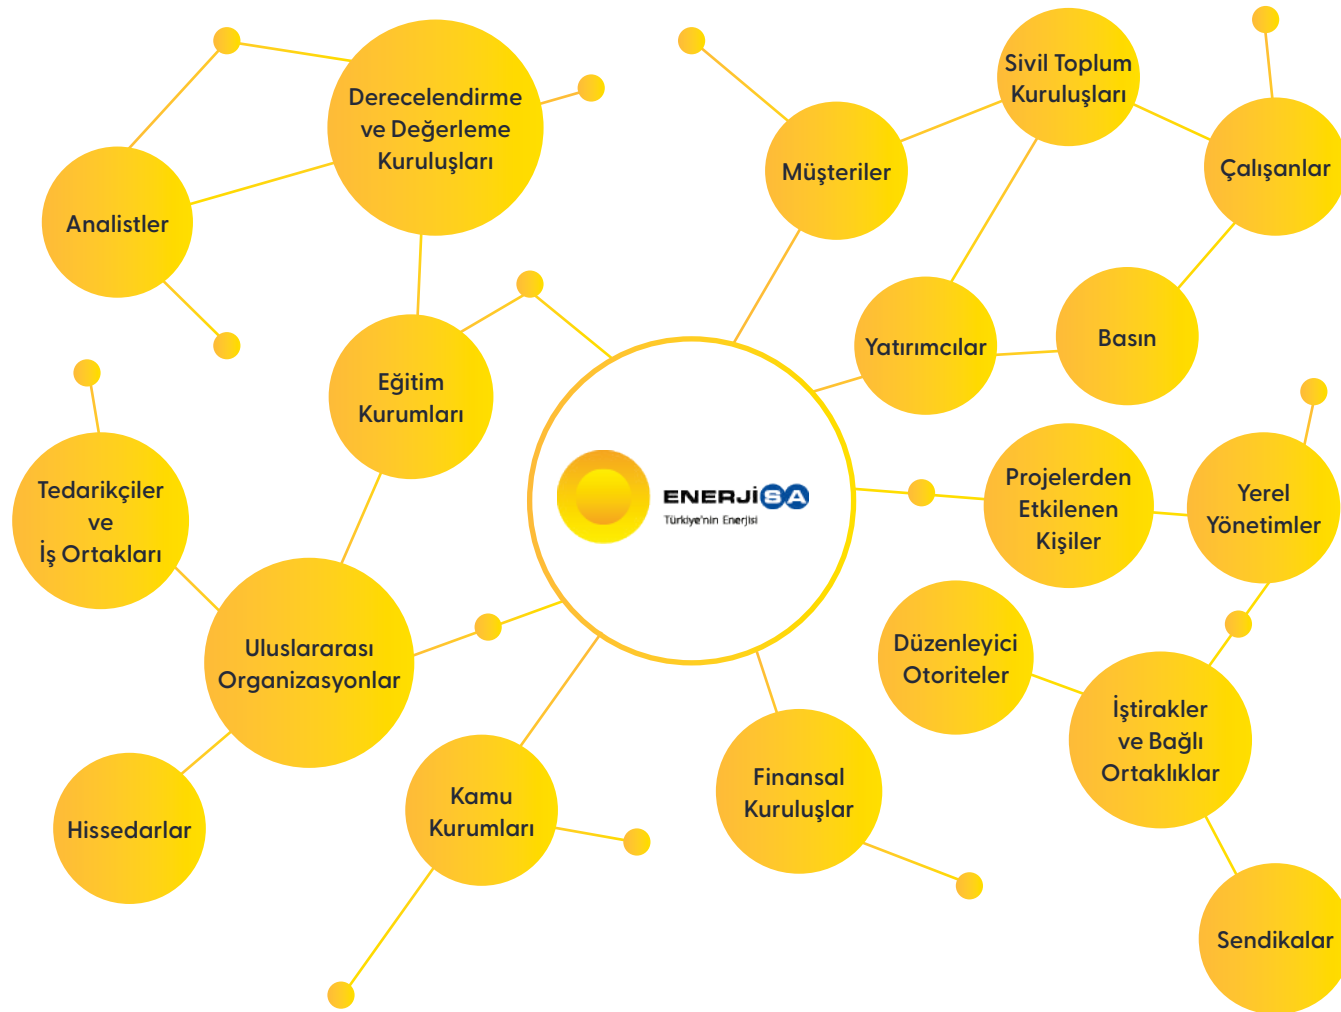 Derecelendirme
ve Değerleme
Kuruluşları
Sivil Toplum
Kuruluşları
Müşteriler
Çalışanlar
Analistler
Yatırımcılar
Basın
Eğitim
Kurumları
Tedarikçiler
ve
İş Ortakları
ENERJİSA
Türkiye'nin Enerjisi
Projelerden
Etkilenen
Kişiler
Yerel
Yönetimler
Uluslararası
Organizasyonlar
Düzenleyici
Otoriteler
İştirakler
ve Bağlı
Ortaklıklar
Hissedarlar
Kamu
Kurumları
Finansal
Kuruluşlar
Sendikalar